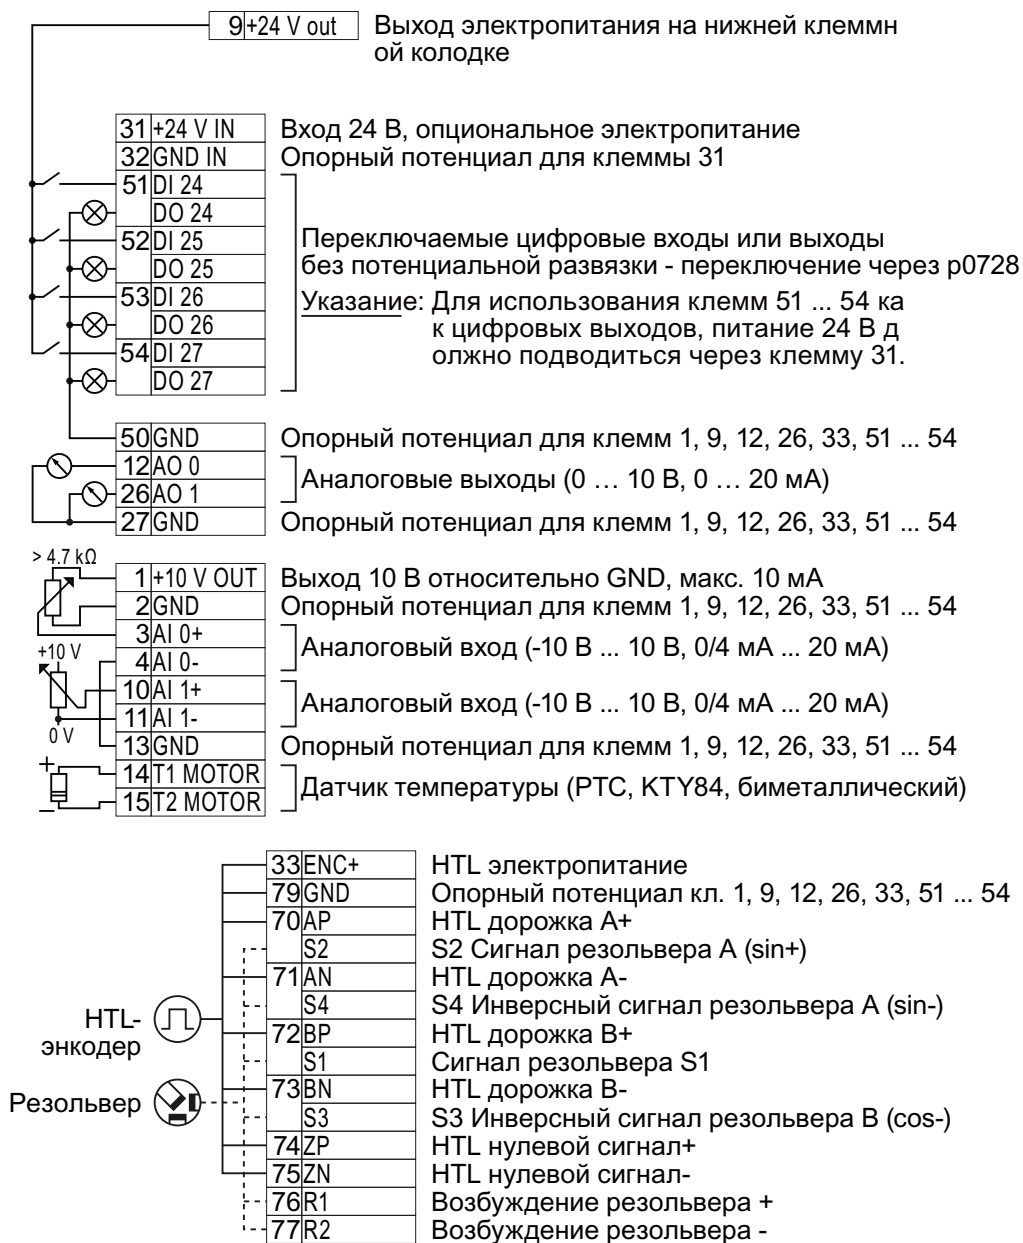 9 +24 V out Выход электропитания на нижней клеммн
ой колодке
31 +24 V IN Вход 24 В, опциональное электропитание
32 GND IN Опорный потенциал для клеммы 31
51 DI 24
DO 24
52 DI 25 Переключаемые цифровые входы или выходы
DO 25 без потенциальной развязки - переключение через p0728
53 DI 26 Указание: Для использования клемм 51 ... 54 ка
DO 26 к цифровых выходов, питание 24 В д
54 DI 27 олжно подводиться через клемму 31.
DO 27
50 GND Опорный потенциал для клемм 1, 9, 12, 26, 33, 51 ... 54
12 AO 0
Аналоговые выходы (0 … 10 В, 0 … 20 мА)
26 AO 1
27 GND Опорный потенциал для клемм 1, 9, 12, 26, 33, 51 ... 54
> 4.7 kΩ
1 +10 V OUT Выход 10 В относительно GND, макс. 10 мА
2 GND Опорный потенциал для клемм 1, 9, 12, 26, 33, 51 ... 54
3 AI 0+
Аналоговый вход (-10 В ... 10 В, 0/4 мА ... 20 мА)
+10 V
4 AI 0-
10 AI 1+
Аналоговый вход (-10 В ... 10 В, 0/4 мА ... 20 мА)
11 AI 1-
0 V
13 GND Опорный потенциал для клемм 1, 9, 12, 26, 33, 51 ... 54
+
14 T1 MOTOR
Датчик температуры (PTC, KTY84, биметаллический)
15 T2 MOTOR
–
33 ENC+ HTL электропитание
79 GND Опорный потенциал кл. 1, 9, 12, 26, 33, 51 ... 54
70 AP HTL дорожка A+
S2 S2 Сигнал резольвера A (sin+)
71 AN HTL дорожка A-
S4 S4 Инверсный сигнал резольвера A (sin-)
HTL-
энкодер
72 BP HTL дорожка B+
S1 Сигнал резольвера S1
73 BN HTL дорожка B-
Резольвер
S3 S3 Инверсный сигнал резольвера B (cos-)
74 ZP HTL нулевой сигнал+
75 ZN HTL нулевой сигнал-
76 R1 Возбуждение резольвера +
77 R2 Возбуждение резольвера -